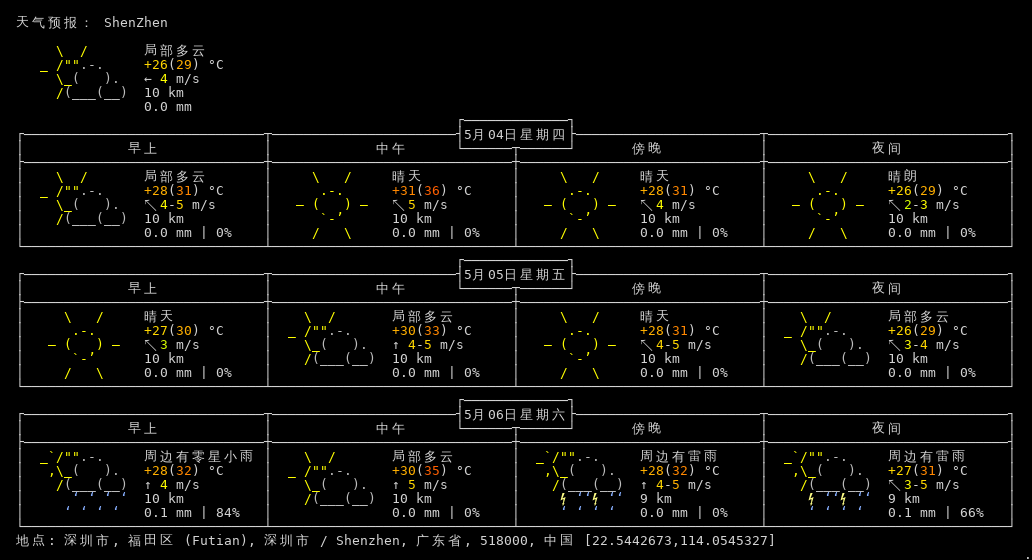 天气预报： ShenZhen
局部多云
+26(29) °C
← 4 m/s
10 km
0.0 mm
5月04日星期四
早上 中午 傍晚 夜间
局部多云 晴天 晴天 晴朗
+28(31) °C +31(36) °C +28(31) °C +26(29) °C
↖ 4-5 m/s ↖ 5 m/s ↖ 4 m/s ↖ 2-3 m/s
10 km 10 km 10 km 10 km
0.0 mm | 0% 0.0 mm | 0% 0.0 mm | 0% 0.0 mm | 0%
5月05日星期五
早上 中午 傍晚 夜间
晴天 局部多云 晴天 局部多云
+27(30) °C +30(33) °C +28(31) °C +26(29) °C
↖ 3 m/s ↑ 4-5 m/s ↖ 4-5 m/s ↖ 3-4 m/s
10 km 10 km 10 km 10 km
0.0 mm | 0% 0.0 mm | 0% 0.0 mm | 0% 0.0 mm | 0%
5月06日星期六
早上 中午 傍晚 夜间
周边有零星小雨 局部多云 周边有雷雨 周边有雷雨
+28(32) °C +30(35) °C +28(32) °C +27(31) °C
↑ 4 m/s ↑ 5 m/s ↑ 4-5 m/s ↖ 3-5 m/s
10 km 10 km 9 km 9 km
0.1 mm | 84% 0.0 mm | 0% 0.0 mm | 0% 0.1 mm | 66%
地点: 深圳市, 福田区 (Futian), 深圳市 / Shenzhen, 广东省, 518000, 中国 [22.5442673,114.0545327]